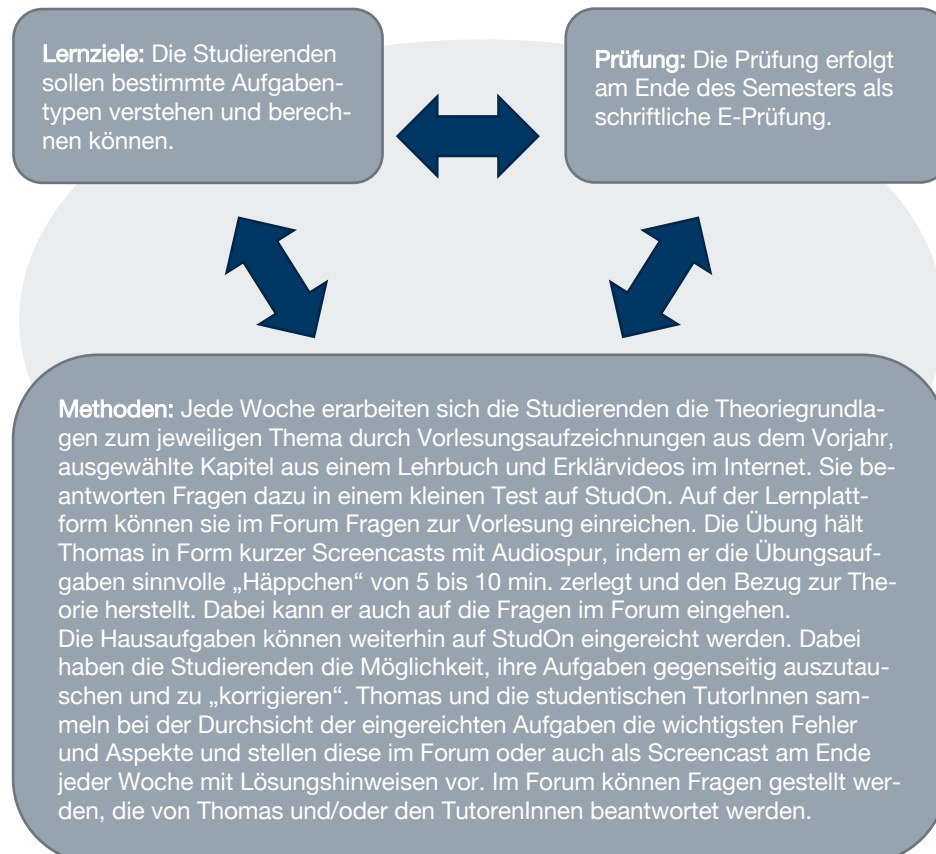 Lernziele: Die Studierenden
sollen bestimmte Aufgaben-
typen verstehen und berech-
nen können.
Prüfung: Die Prüfung erfolgt
am Ende des Semesters als
schriftliche E-Prüfung.
Methoden: Jede Woche erarbeiten sich die Studierenden die Theoriegrundla-
gen zum jeweiligen Thema durch Vorlesungsaufzeichnungen aus dem Vorjahr,
ausgewählte Kapitel aus einem Lehrbuch und Erklärvideos im Internet. Sie be-
antworten Fragen dazu in einem kleinen Test auf StudOn. Auf der Lernplatt-
form können sie im Forum Fragen zur Vorlesung einreichen. Die Übung hält
Thomas in Form kurzer Screencasts mit Audiospur, indem er die Übungsauf-
gaben sinnvolle „Häppchen“ von 5 bis 10 min. zerlegt und den Bezug zur The-
orie herstellt. Dabei kann er auch auf die Fragen im Forum eingehen.
Die Hausaufgaben können weiterhin auf StudOn eingereicht werden. Dabei
haben die Studierenden die Möglichkeit, ihre Aufgaben gegenseitig auszutau-
schen und zu „korrigieren“. Thomas und die studentischen TutorInnen sam-
meln bei der Durchsicht der eingereichten Aufgaben die wichtigsten Fehler
und Aspekte und stellen diese im Forum oder auch als Screencast am Ende
jeder Woche mit Lösungshinweisen vor. Im Forum können Fragen gestellt wer-
den, die von Thomas und/oder den TutorenInnen beantwortet werden.